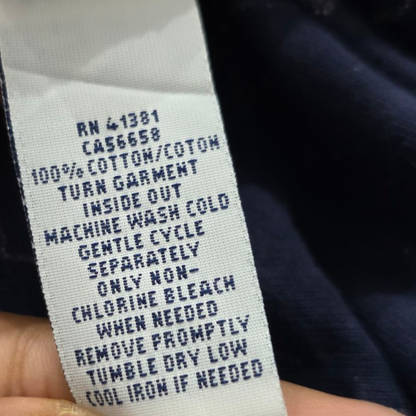 RN 41381
CA56658
100% COTTON/COTON
TURN GARMENT
INSIDE OUT
MACHINE WASH COLD
GENTLE CYCLE
SEPARATELY
ONLY NON-
CHLORINE BLEACH
WHEN NEEDED
REMOVE PROMPTLY
TUMBLE DRY LOW
COOL IRON IF NEEDED